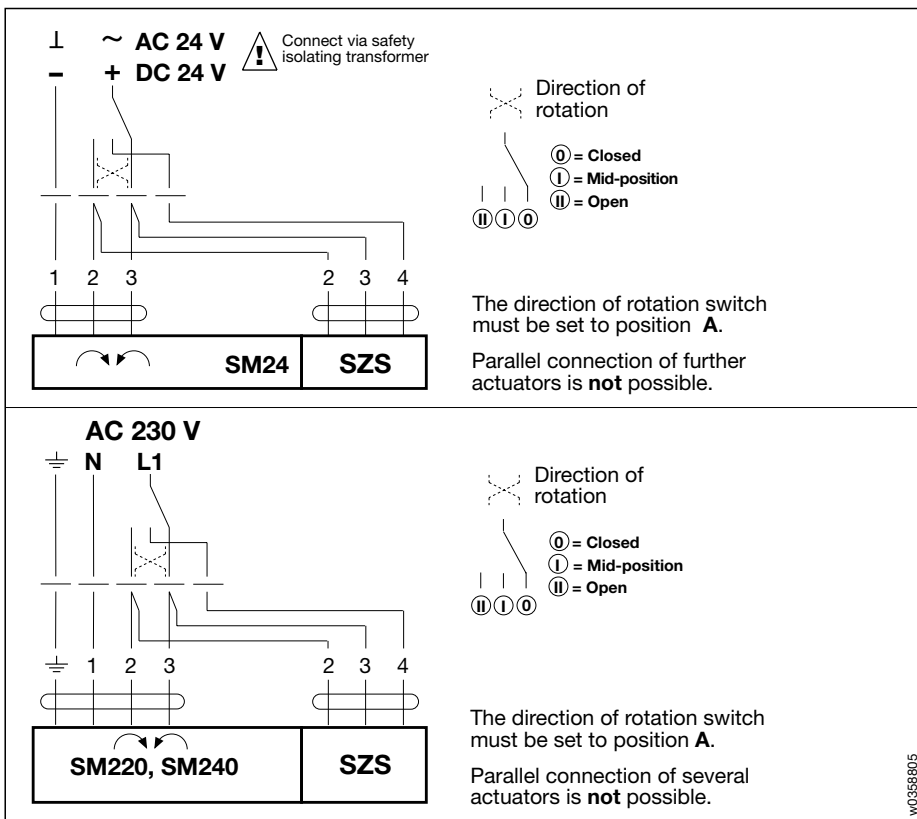 ⊥ ~ AC 24 V
– + DC 24 V
! Connect via safety
isolating transformer
Direction of
rotation
0 = Closed
I = Mid-position
II = Open
II I 0
1 2 3 2 3 4
SM24 SZS
The direction of rotation switch
must be set to position A.
Parallel connection of further
actuators is not possible.
AC 230 V
N L1
Direction of
rotation
0 = Closed
I = Mid-position
II = Open
II I 0
1 2 3 2 3 4
SM220, SM240 SZS
The direction of rotation switch
must be set to position A.
Parallel connection of several
actuators is not possible.
w0358805